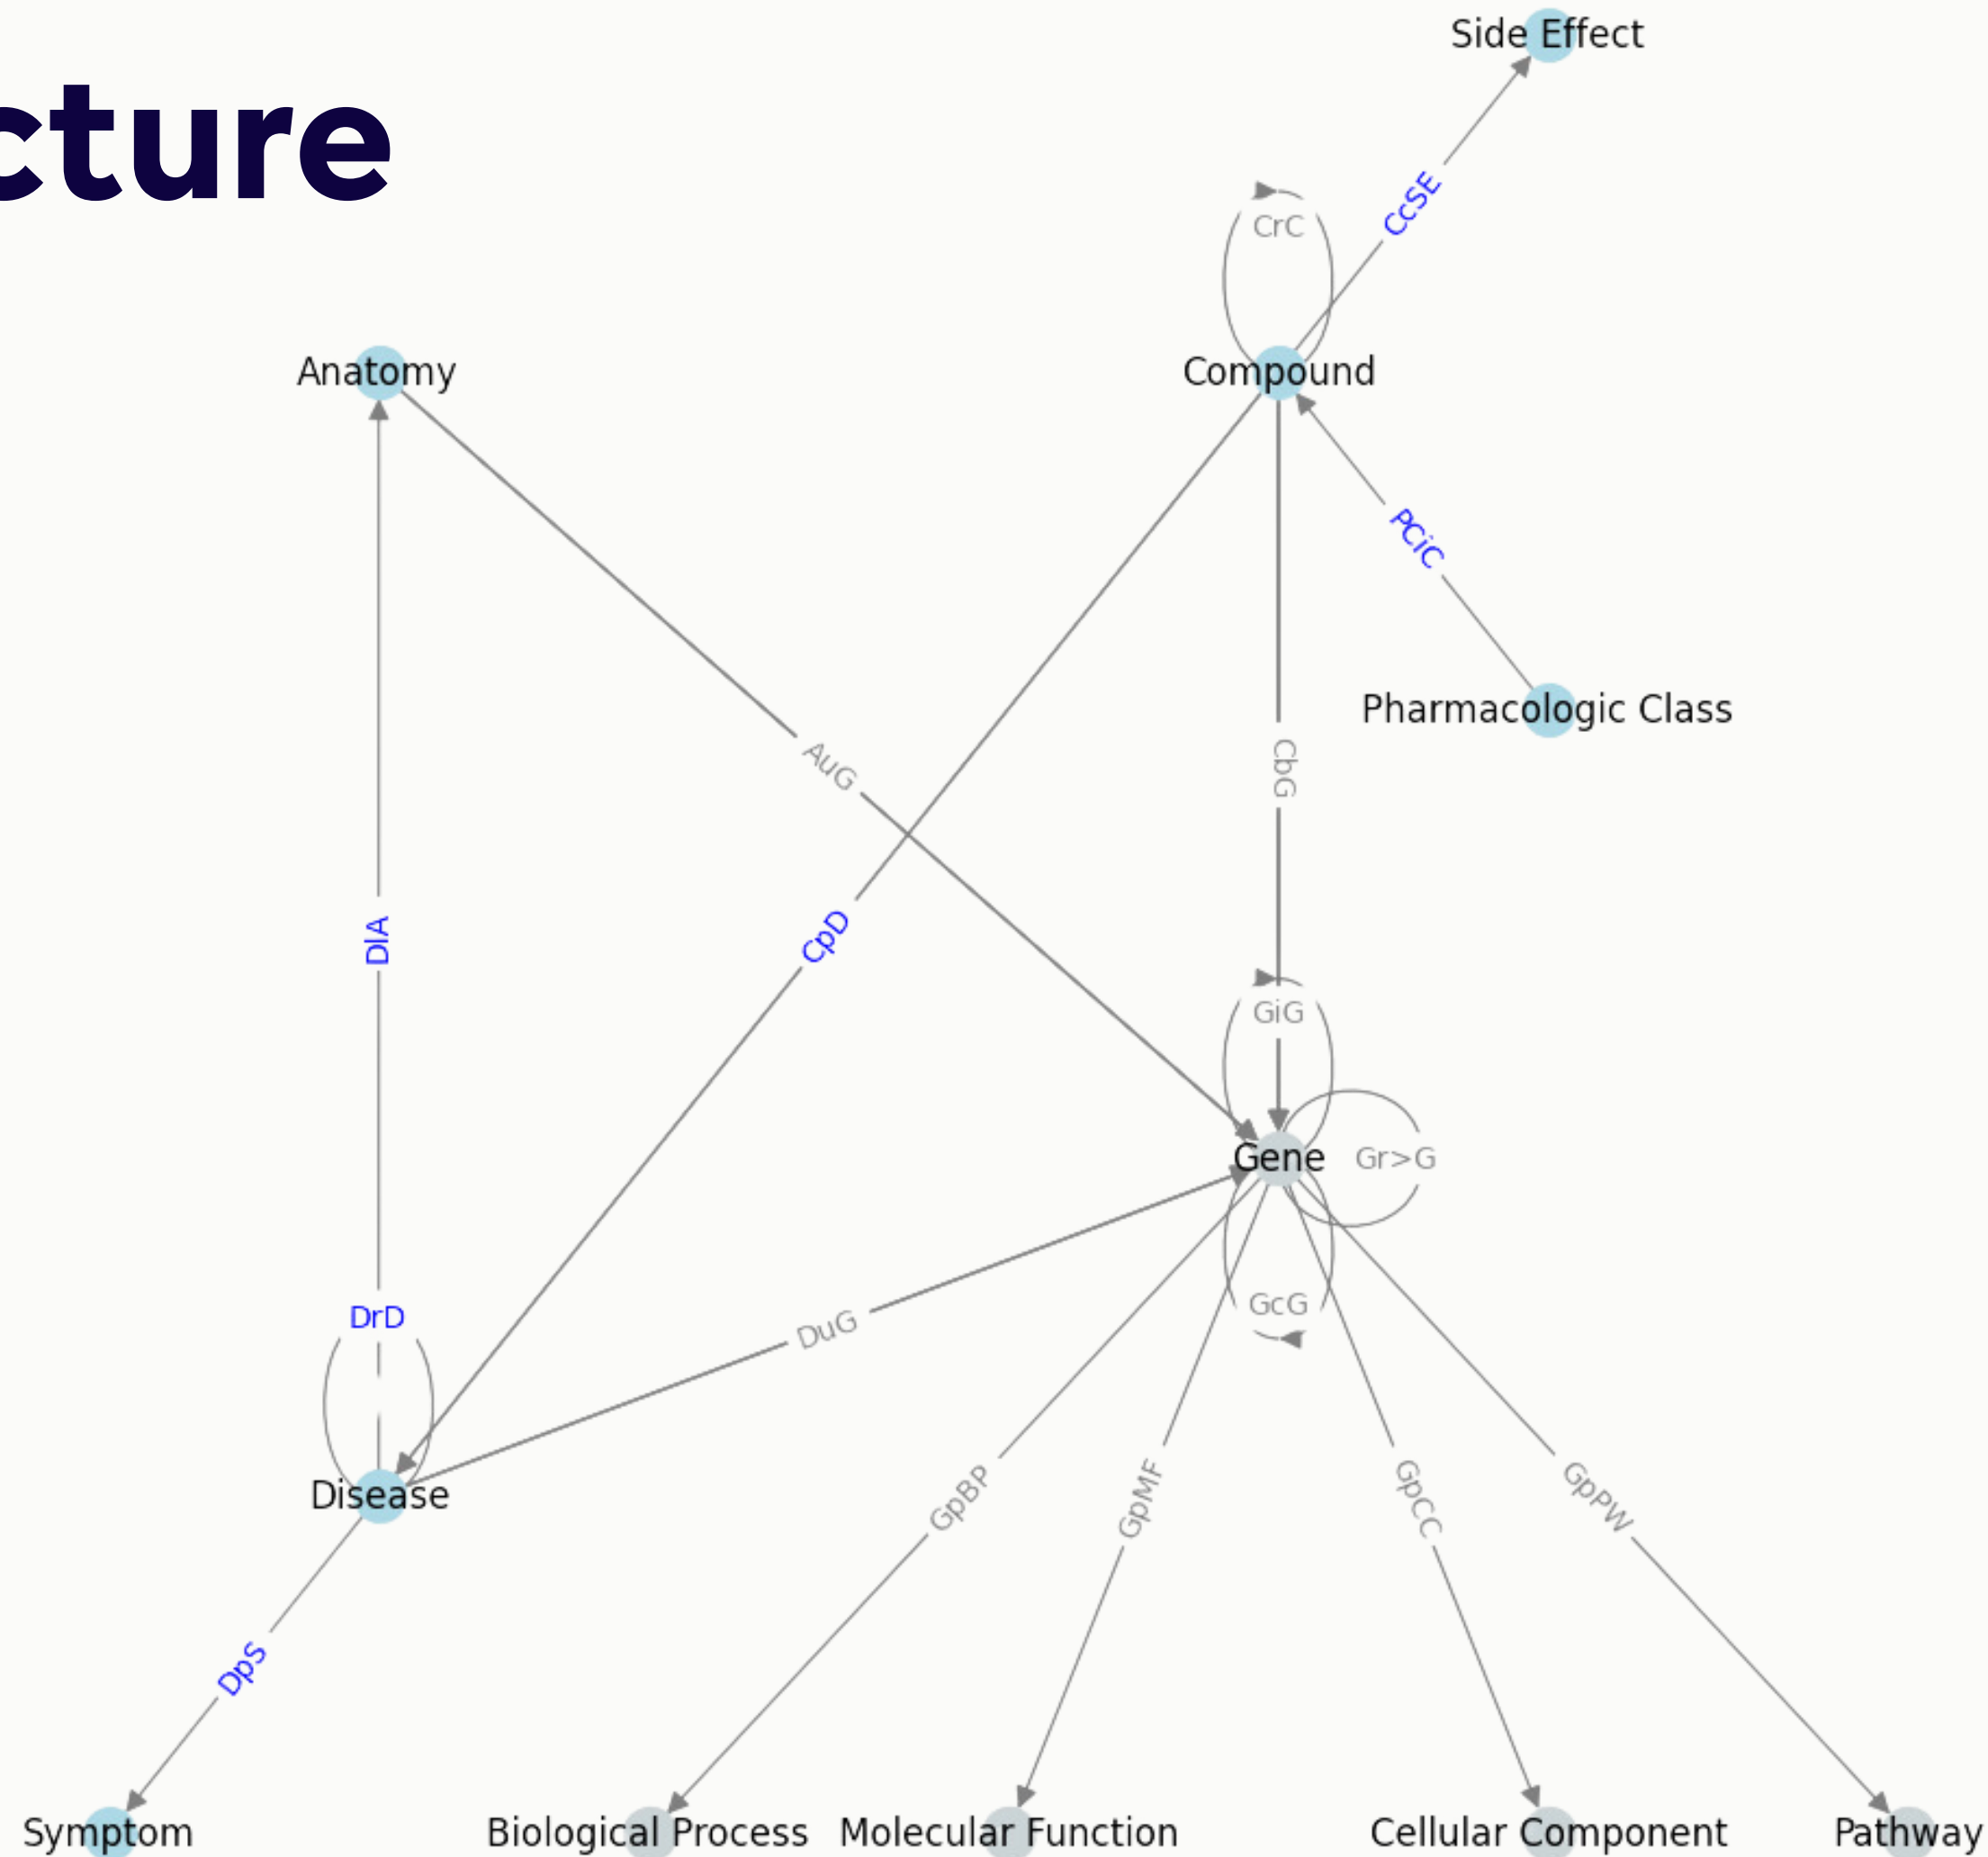 cture
Side Effect
CcSE
CrC
Anatomy
Compound
PCiC
Pharmacologic Class
AuG
CbG
DlA
CpD
GiG
Gene
Gr>G
GcG
DrD
DuG
Disease
GpBP
GpMF
GpCC
GpPW
DpS
Symptom
Biological Process
Molecular Function
Cellular Component
Pathway